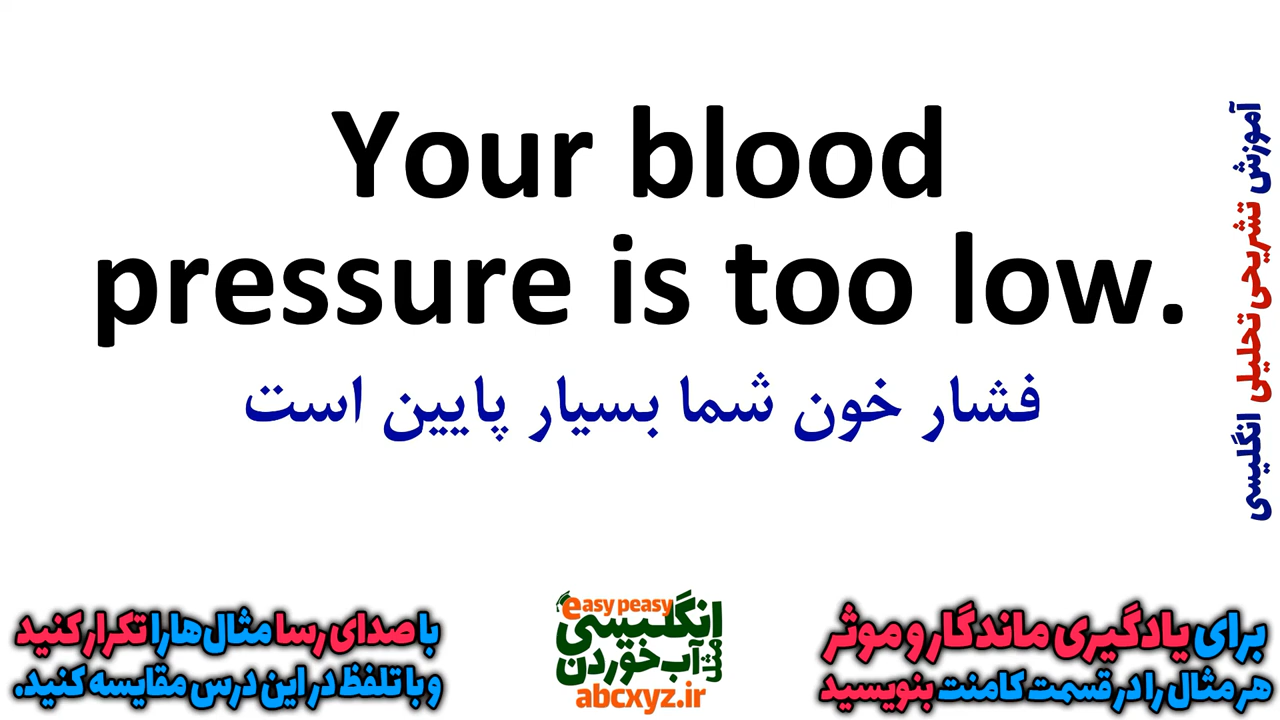 Your blood
pressure is too low.
فشار خون شما بسیار پایین است
آموزش تشریحی تحلیلی انگلیسی
برای یادگیری ماندگار و موثر
هر مثال را در قسمت کامنت بنویسید
easy peasy
انگلیسی
مثل
آب خوردن
abcxyz.ir
با صدای رسا مثال‌ها را تکرار کنید
و با تلفظ در این درس مقایسه کنید.